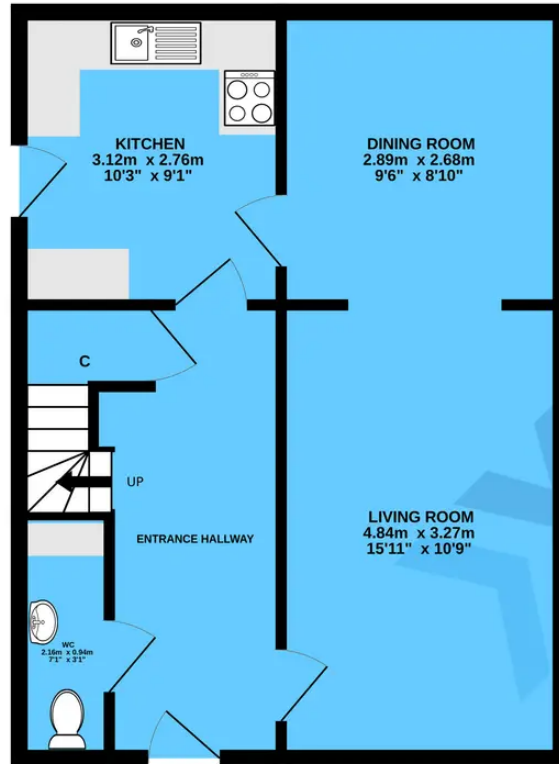 KITCHEN
3.12m x 2.76m
10'3" x 9'1"
DINING ROOM
2.89m x 2.68m
9'6" x 8'10"
C
UP
ENTRANCE HALLWAY
LIVING ROOM
4.84m x 3.27m
15'11" x 10'9"
WC
2.16m x 0.94m
7'1" x 3'1"